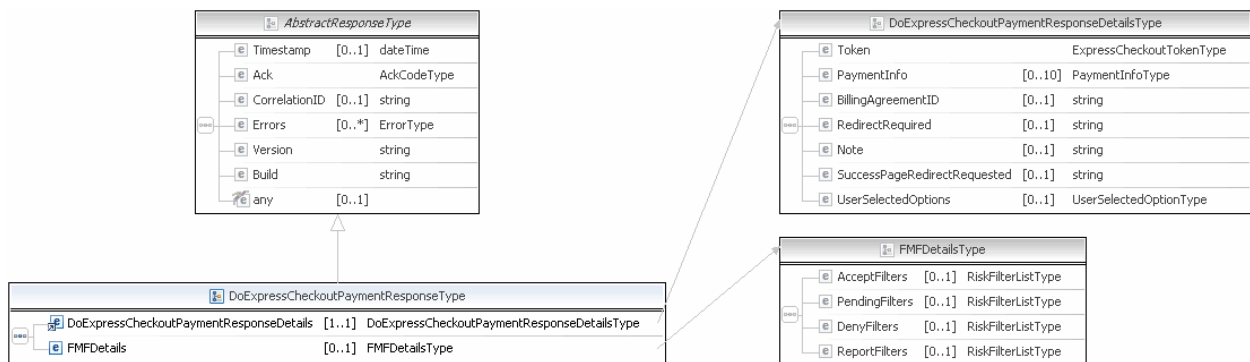 AbstractResponseType
Timestamp [0..1] dateTime
Ack AckCodeType
CorrelationID [0..1] string
Errors [0..*] ErrorType
Version string
Build string
any [0..1]
DoExpressCheckoutPaymentResponseDetailsType
Token ExpressCheckoutTokenType
PaymentInfo [0..10] PaymentInfoType
BillingAgreementID [0..1] string
RedirectRequired [0..1] string
Note [0..1] string
SuccessPageRedirectRequested [0..1] string
UserSelectedOptions [0..1] UserSelectedOptionType
DoExpressCheckoutPaymentResponseType
DoExpressCheckoutPaymentResponseDetails [1..1] DoExpressCheckoutPaymentResponseDetailsType
FMFDetails [0..1] FMFDetailsType
FMFDetailsType
AcceptFilters [0..1] RiskFilterListType
PendingFilters [0..1] RiskFilterListType
DenyFilters [0..1] RiskFilterListType
ReportFilters [0..1] RiskFilterListType